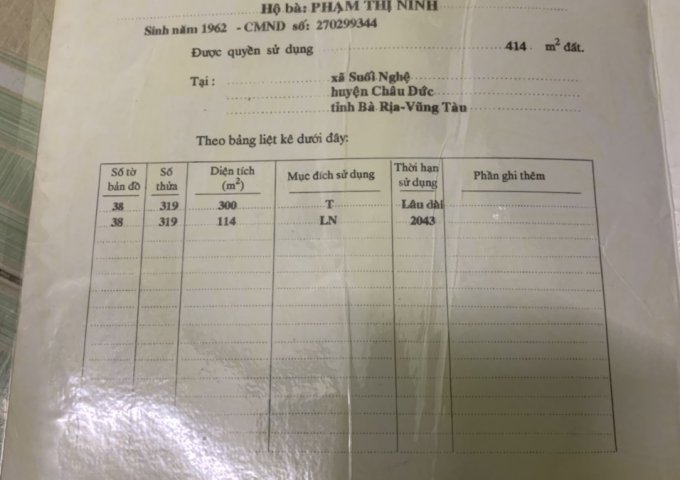 Hộ bà: PHẠM THỊ NINH
Sinh năm 1962 - CMND số: 270299344
Được quyền sử dụng 414 m² đất.
Tại : xã Suối Nghệ
huyện Châu Đức
tỉnh Bà Rịa-Vũng Tàu
Theo bảng liệt kê dưới đây:
Số tờ bản đồ Số thửa Diện tích (m²) Mục đích sử dụng Thời hạn sử dụng Phần ghi thêm
38 319 300 T Lâu dài
38 319 114 LN 2043